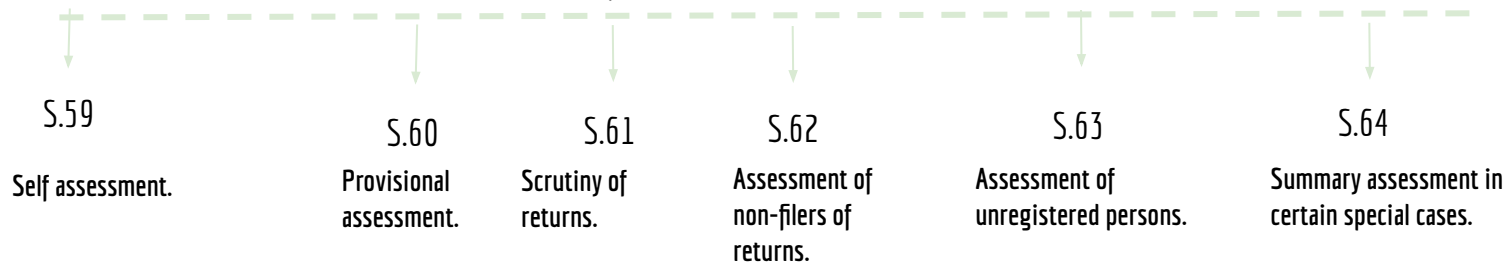 S.59
Self assessment.
S.60
Provisional
assessment.
S.61
Scrutiny of
returns.
S.62
Assessment of
non-filers of
returns.
S.63
Assessment of
unregistered persons.
S.64
Summary assessment in
certain special cases.